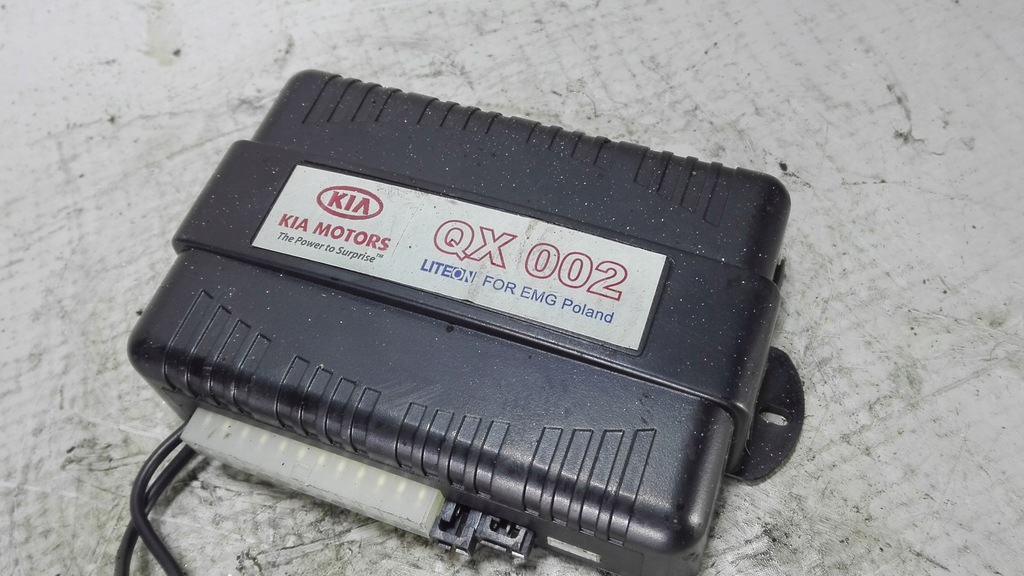 KIA
KIA MOTORS
The Power to Surprise™
QX 002
LITEON FOR EMG Poland